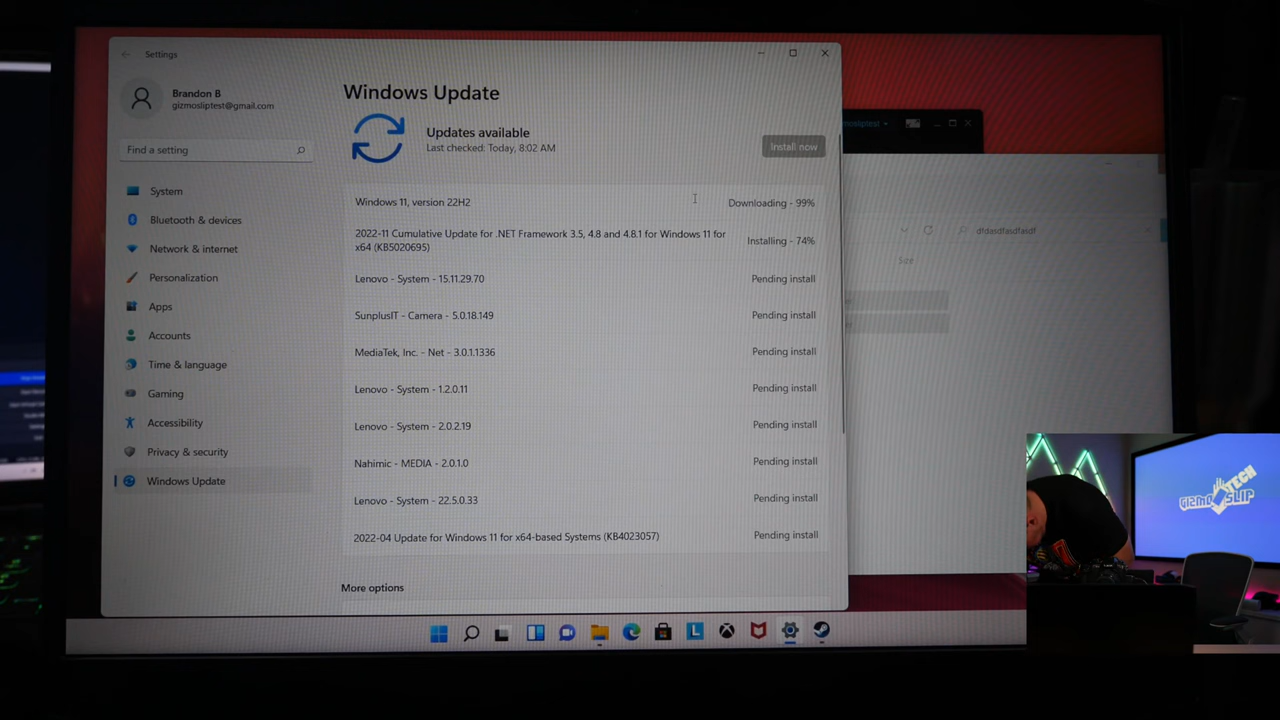 Settings
Brandon B
gizmosliptest@gmail.com
Find a setting
System
Bluetooth & devices
Network & internet
Personalization
Apps
Accounts
Time & language
Gaming
Accessibility
Privacy & security
Windows Update
Windows Update
Updates available
Last checked: Today, 8:02 AM
Install now
Windows 11, version 22H2
Downloading - 99%
2022-11 Cumulative Update for .NET Framework 3.5, 4.8 and 4.8.1 for Windows 11 for
x64 (KB5020695)
Installing - 74%
Lenovo - System - 15.11.29.70
Pending install
SunplusIT - Camera - 5.0.18.149
Pending install
MediaTek, Inc. - Net - 3.0.1.1336
Pending install
Lenovo - System - 1.2.0.11
Pending install
Lenovo - System - 2.0.2.19
Pending install
Nahimic - MEDIA - 2.0.1.0
Pending install
Lenovo - System - 22.5.0.33
Pending install
2022-04 Update for Windows 11 for x64-based Systems (KB4023057)
Pending install
More options
mosliptest
Size
L
GIZMO SLIP
TECH